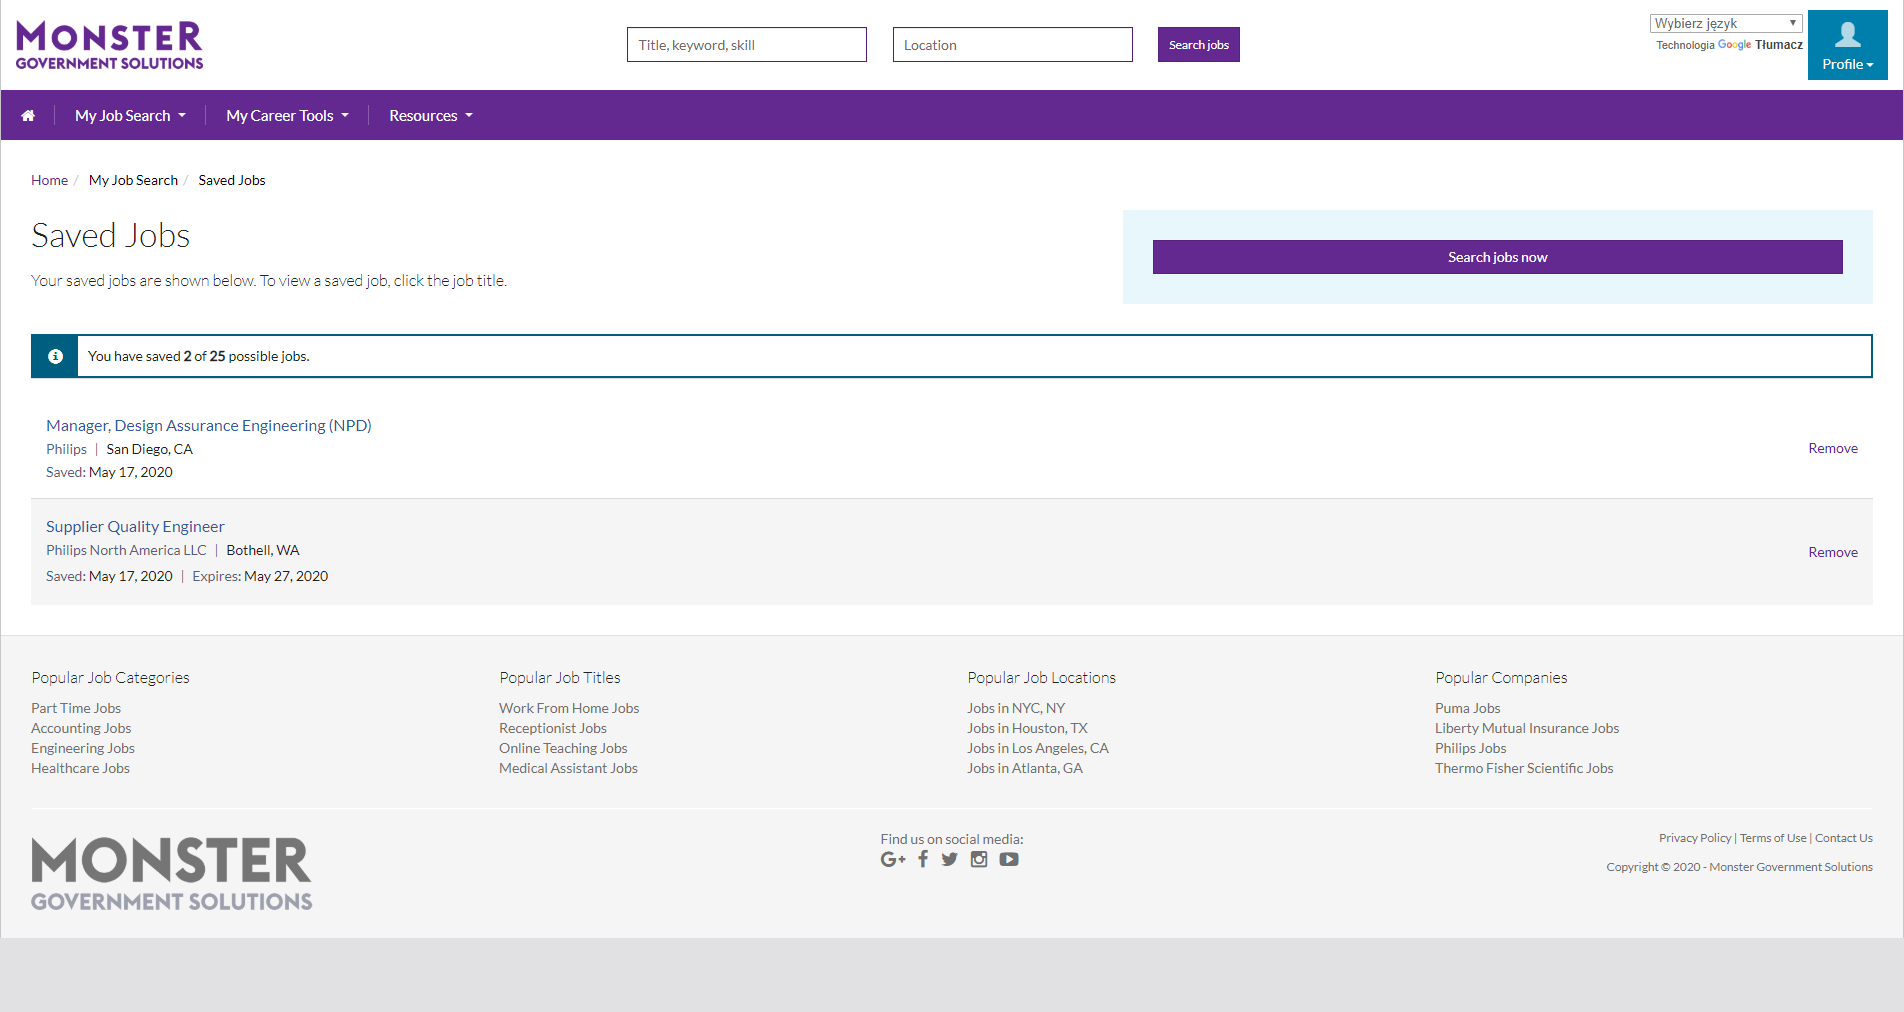 MONSTER
GOVERNMENT SOLUTIONS
Title, keyword, skill
Location
Search jobs
Wybierz język
Technologia Google Tłumacz
Profile
My Job Search
My Career Tools
Resources
Home / My Job Search / Saved Jobs
Saved Jobs
Your saved jobs are shown below. To view a saved job, click the job title.
Search jobs now
You have saved 2 of 25 possible jobs.
Manager, Design Assurance Engineering (NPD)
Philips | San Diego, CA
Saved: May 17, 2020
Remove
Supplier Quality Engineer
Philips North America LLC | Bothell, WA
Saved: May 17, 2020 | Expires: May 27, 2020
Remove
Popular Job Categories
Part Time Jobs
Accounting Jobs
Engineering Jobs
Healthcare Jobs
Popular Job Titles
Work From Home Jobs
Receptionist Jobs
Online Teaching Jobs
Medical Assistant Jobs
Popular Job Locations
Jobs in NYC, NY
Jobs in Houston, TX
Jobs in Los Angeles, CA
Jobs in Atlanta, GA
Popular Companies
Puma Jobs
Liberty Mutual Insurance Jobs
Philips Jobs
Thermo Fisher Scientific Jobs
MONSTER
GOVERNMENT SOLUTIONS
Find us on social media:
G+
Privacy Policy | Terms of Use | Contact Us
Copyright © 2020 - Monster Government Solutions